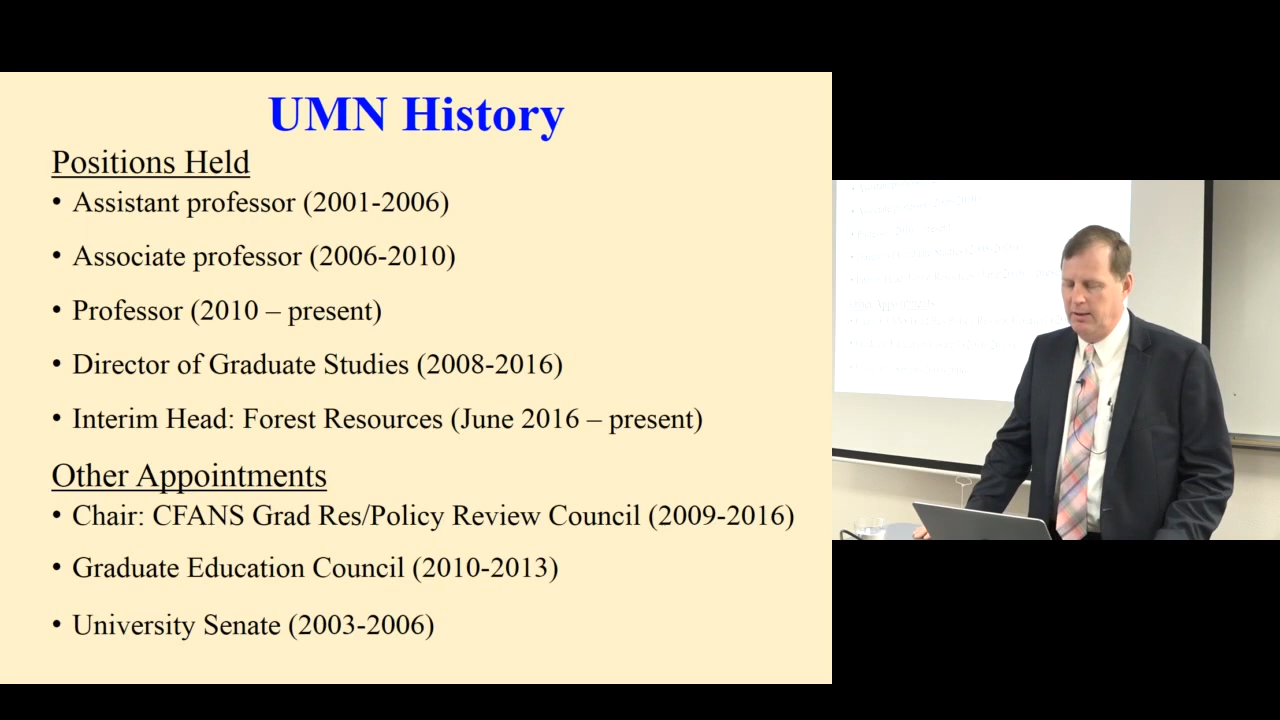 UMN History
Positions Held
• Assistant professor (2001-2006)
• Associate professor (2006-2010)
• Professor (2010 – present)
• Director of Graduate Studies (2008-2016)
• Interim Head: Forest Resources (June 2016 – present)
Other Appointments
• Chair: CFANS Grad Res/Policy Review Council (2009-2016)
• Graduate Education Council (2010-2013)
• University Senate (2003-2006)